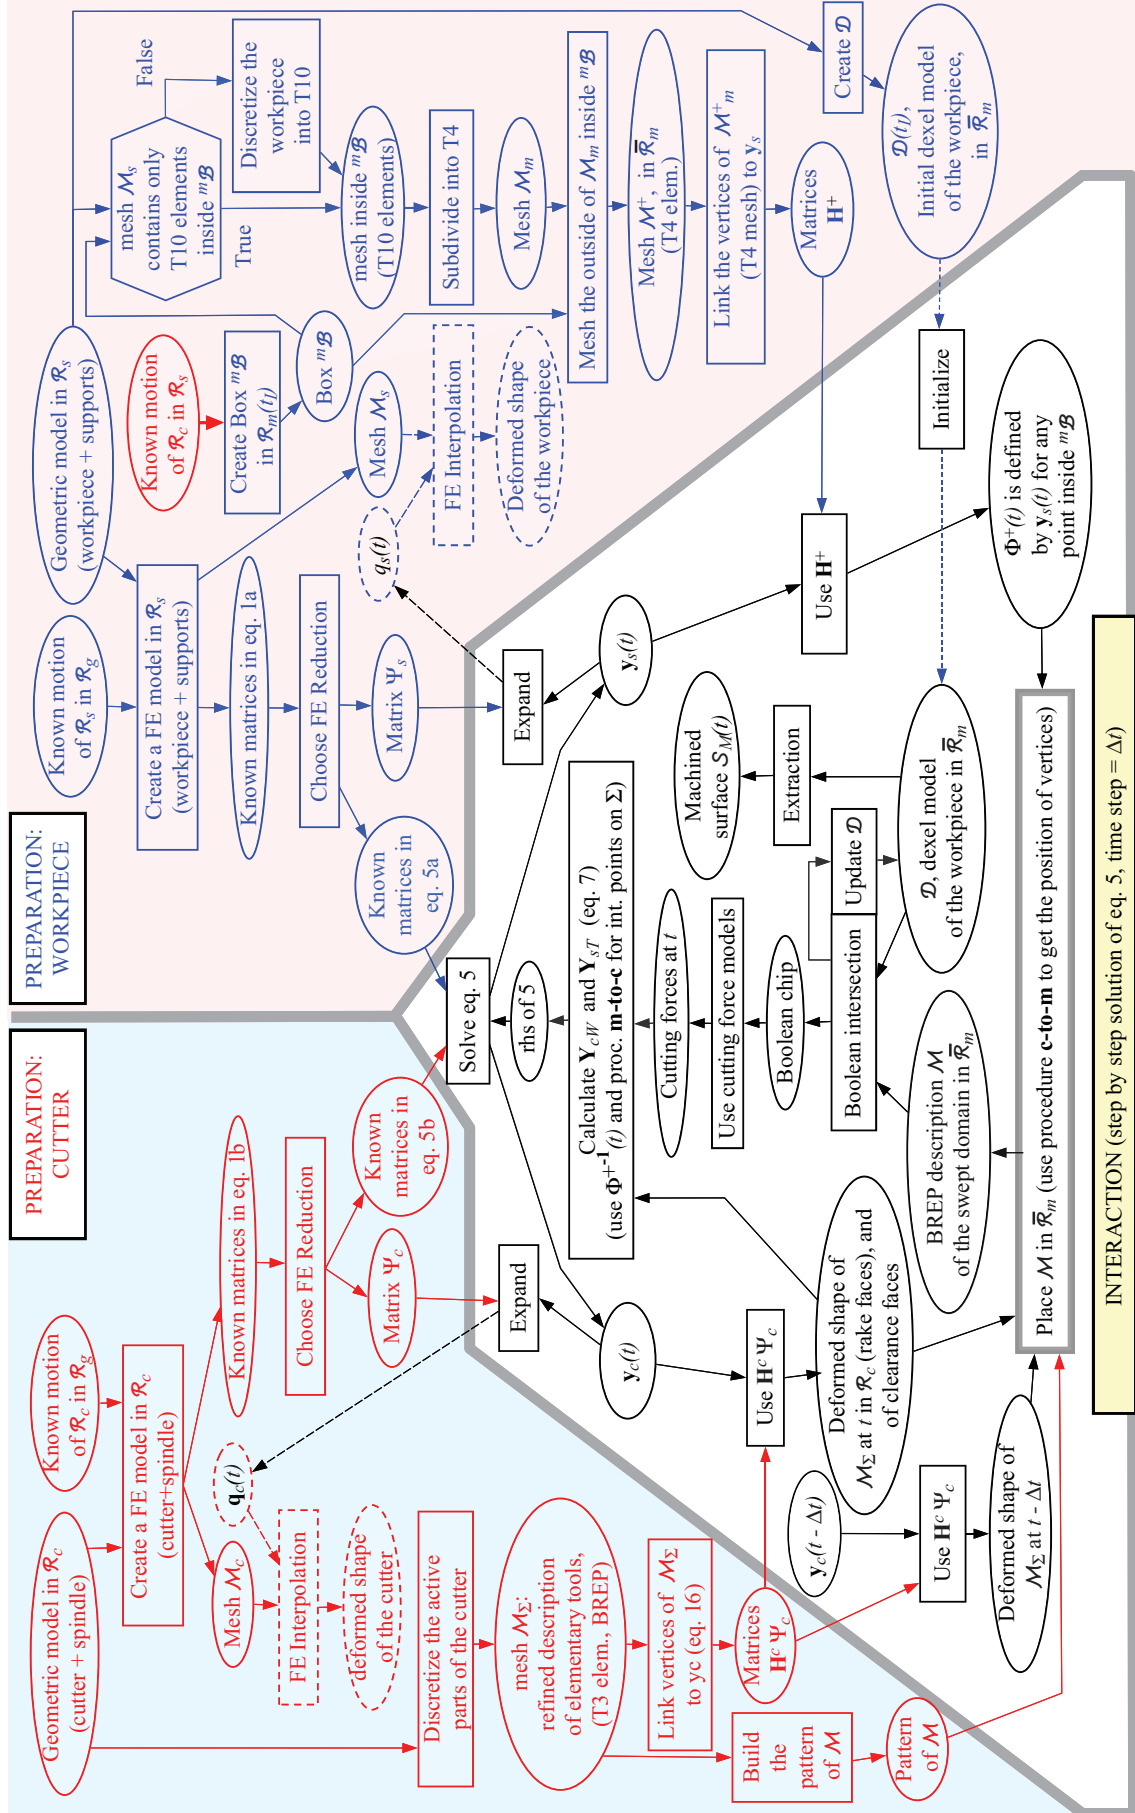 PREPARATION:
CUTTER
Geometric model in 𝓡c
(cutter + spindle)
Known motion
of 𝓡c in 𝓡g
Create a FE model in 𝓡c
(cutter+spindle)
Mesh 𝓜c
qc(t)
Known matrices in eq. 1b
FE Interpolation
Choose FE Reduction
deformed shape
of the cutter
Matrix Ψc
Known
matrices in
eq. 5b
Discretize the active
parts of the cutter
mesh 𝓜Σ:
refined description
of elementary tools,
(T3 elem., BREP)
Link vertices of 𝓜Σ
to yc (eq. 16)
Matrices
Hᶜ Ψc
Build
the
pattern
of 𝓜
Pattern
of 𝓜
PREPARATION:
WORKPIECE
Known motion
of 𝓡s in 𝓡g
Geometric model in 𝓡s
(workpiece + supports)
Create a FE model in 𝓡s
(workpiece + supports)
Known motion
of 𝓡c in 𝓡s
Create Box ᵐ𝓑
in 𝓡m(tI)
Box ᵐ𝓑
mesh 𝓜s
contains only
T10 elements
inside ᵐ𝓑
False
True
Discretize the
workpiece
into T10
Known matrices in eq. 1a
Choose FE Reduction
Known
matrices in
eq. 5a
Matrix Ψs
qs(t)
Mesh 𝓜s
FE Interpolation
Deformed shape
of the workpiece
mesh inside ᵐ𝓑
(T10 elements)
Subdivide into T4
Mesh 𝓜m
Mesh the outside of 𝓜m inside ᵐ𝓑
Mesh 𝓜⁺, in 𝓡̄m
(T4 elem.)
Link the vertices of 𝓜⁺m
(T4 mesh) to ys
Matrices
H⁺
Create 𝓓
𝓓(tI),
Initial dexel model
of the workpiece,
in 𝓡̄m
Solve eq. 5
Expand
Expand
rhs of 5
yc(t)
ys(t)
Calculate YcW and YsT (eq. 7)
(use Φ⁺⁻¹(t) and proc. m-to-c for int. points on Σ)
Cutting forces at t
Use cutting force models
Boolean chip
Boolean intersection
Update 𝓓
Machined
surface 𝓢M(t)
Extraction
Use Hᶜ Ψc
yc(t - Δt)
Deformed shape of
𝓜Σ at t in 𝓡c (rake faces), and
of clearance faces
Use Hᶜ Ψc
Deformed shape of
𝓜Σ at t - Δt
BREP description 𝓜
of the swept domain in 𝓡̄m
𝓓, dexel model
of the workpiece in 𝓡̄m
Use H⁺
Initialize
Φ⁺(t) is defined
by ys(t) for any
point inside ᵐ𝓑
Place 𝓜 in 𝓡̄m (use procedure c-to-m to get the position of vertices)
INTERACTION (step by step solution of eq. 5, time step = Δt)